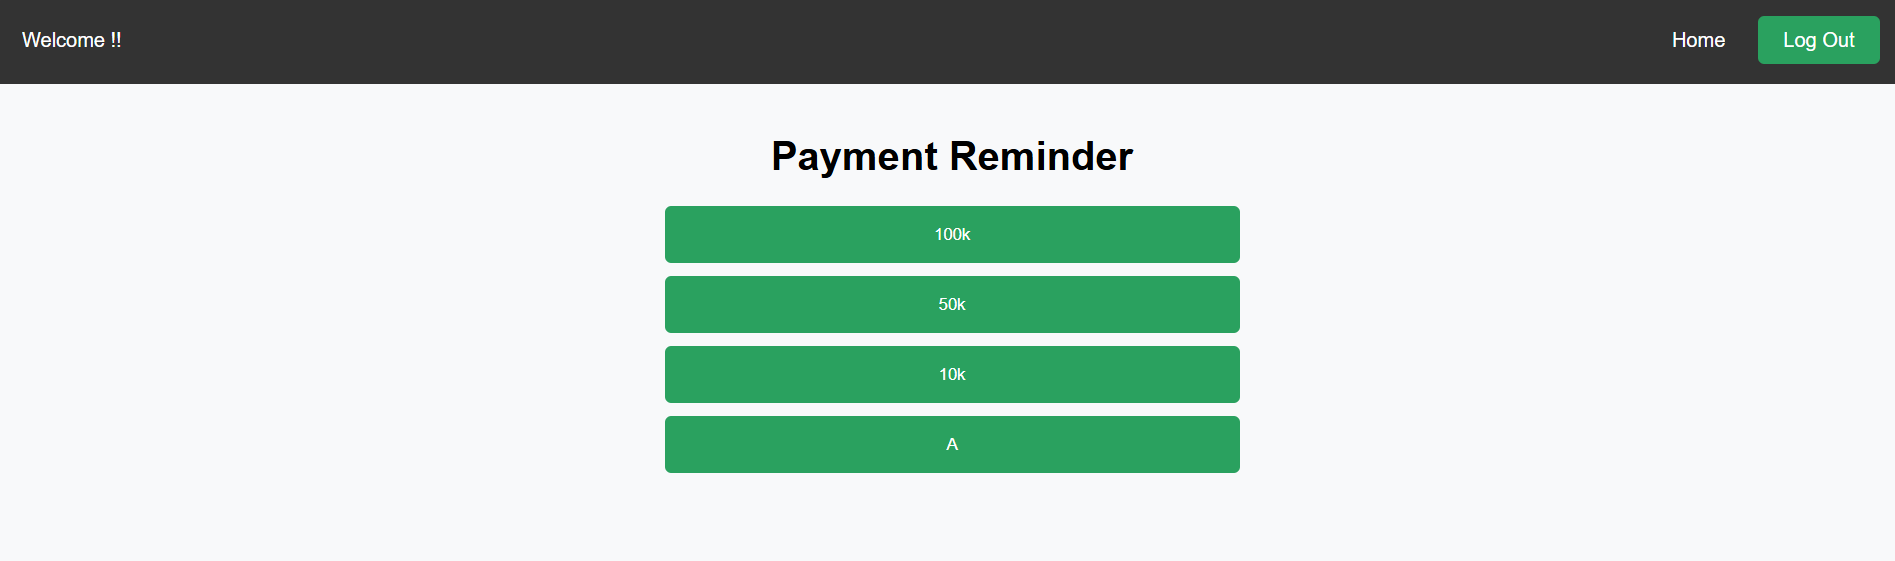 Welcome !! Home Log Out
Payment Reminder
100k
50k
10k
A